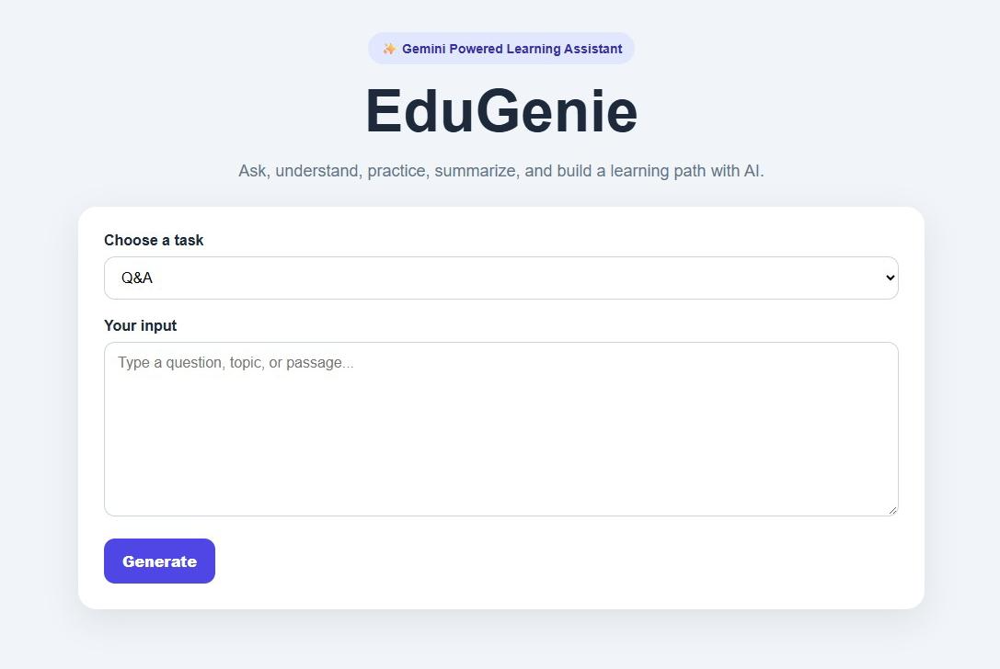 ✨ Gemini Powered Learning Assistant
EduGenie
Ask, understand, practice, summarize, and build a learning path with AI.
Choose a task
Q&A
Your input
Type a question, topic, or passage...
Generate